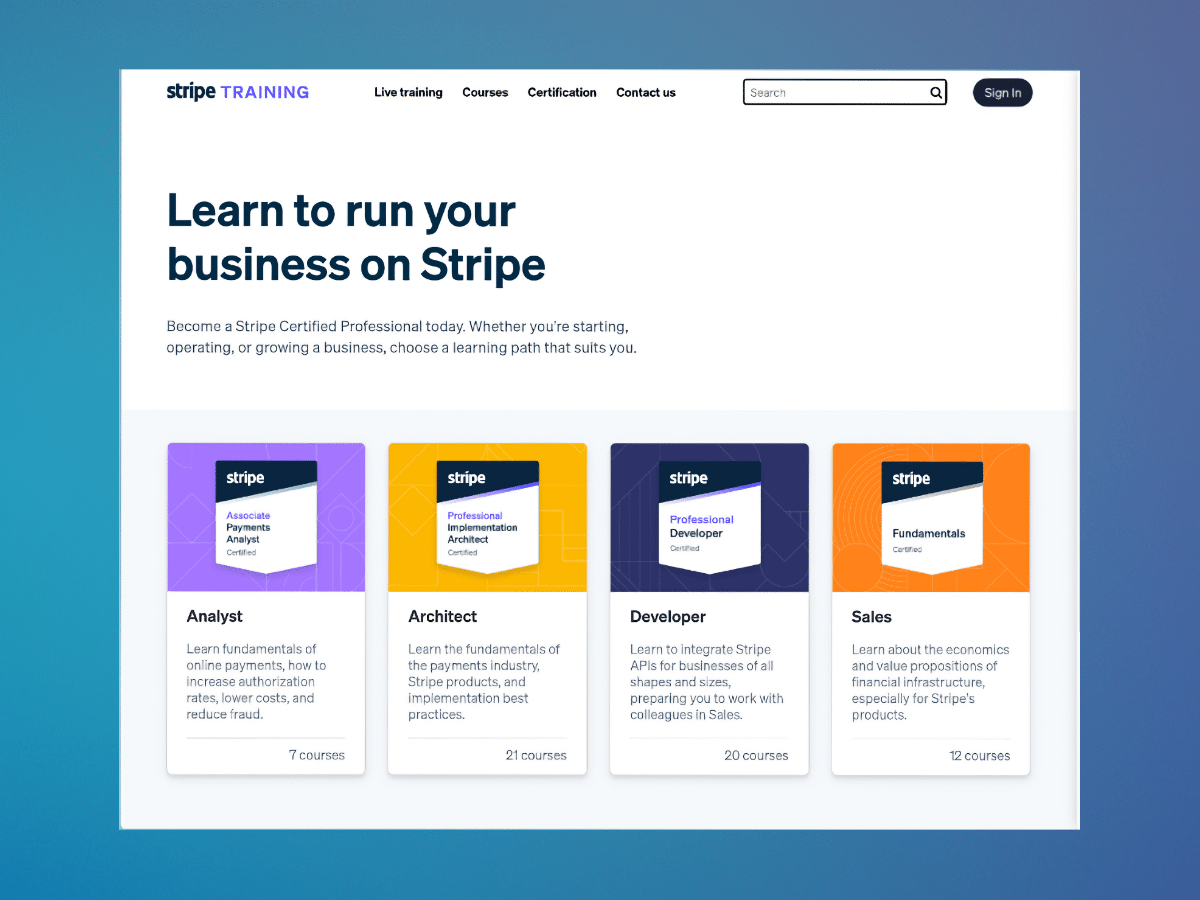 stripe TRAINING
Live training
Courses
Certification
Contact us
Search
Sign In
Learn to run your
business on Stripe
Become a Stripe Certified Professional today. Whether you're starting,
operating, or growing a business, choose a learning path that suits you.
stripe
Associate
Payments
Analyst
Certified
Analyst
Learn fundamentals of
online payments, how to
increase authorization
rates, lower costs, and
reduce fraud.
7 courses
stripe
Professional
Implementation
Architect
Certified
Architect
Learn the fundamentals of
the payments industry,
Stripe products, and
implementation best
practices.
21 courses
stripe
Professional
Developer
Certified
Developer
Learn to integrate Stripe
APIs for businesses of all
shapes and sizes,
preparing you to work with
colleagues in Sales.
20 courses
stripe
Fundamentals
Certified
Sales
Learn about the economics
and value propositions of
financial infrastructure,
especially for Stripe's
products.
12 courses